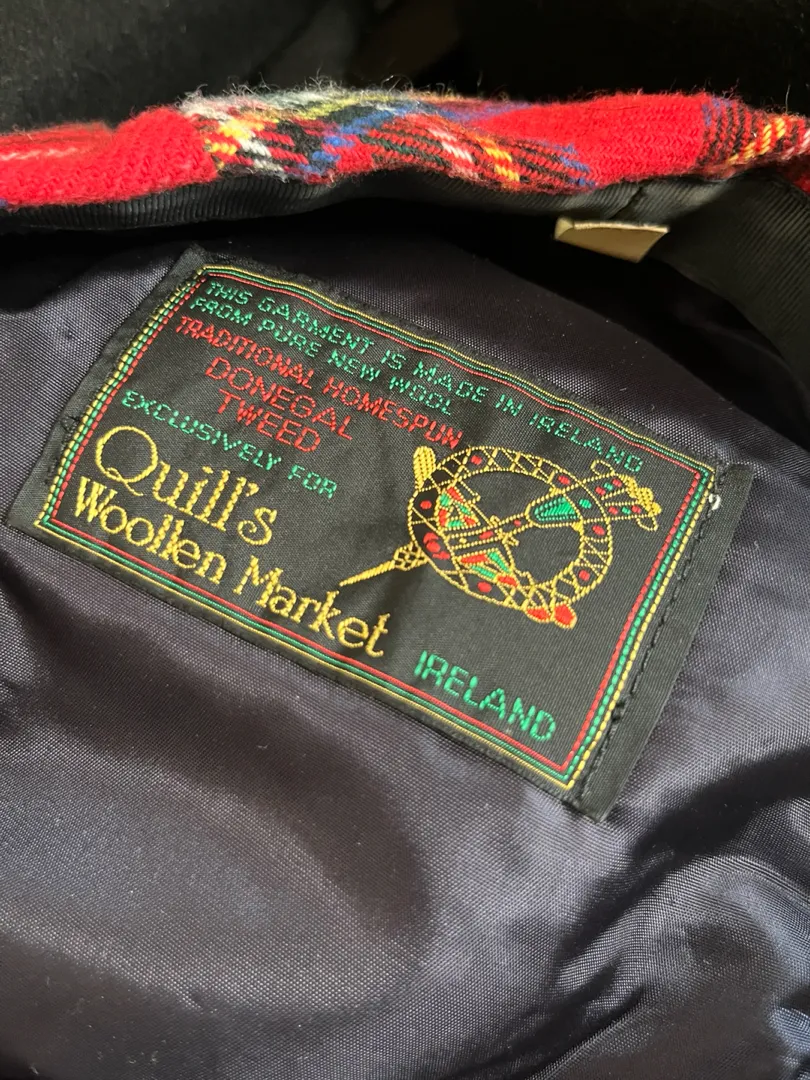 THIS GARMENT IS MADE IN IRELAND
FROM PURE NEW WOOL
TRADITIONAL HOMESPUN
DONEGAL
TWEED
EXCLUSIVELY FOR
Quill's
Woollen Market
IRELAND